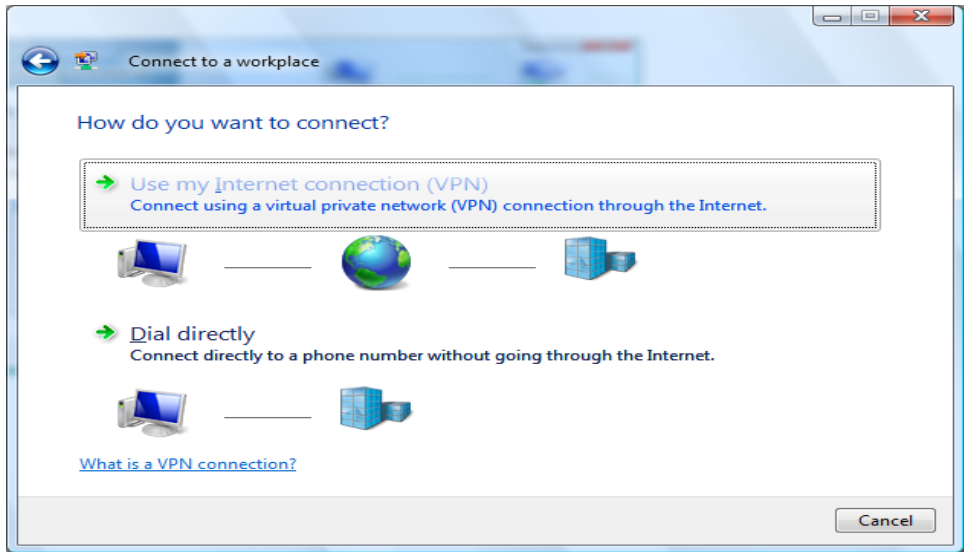 Connect to a workplace
How do you want to connect?
Use my Internet connection (VPN)
Connect using a virtual private network (VPN) connection through the Internet.
Dial directly
Connect directly to a phone number without going through the Internet.
What is a VPN connection?
Cancel